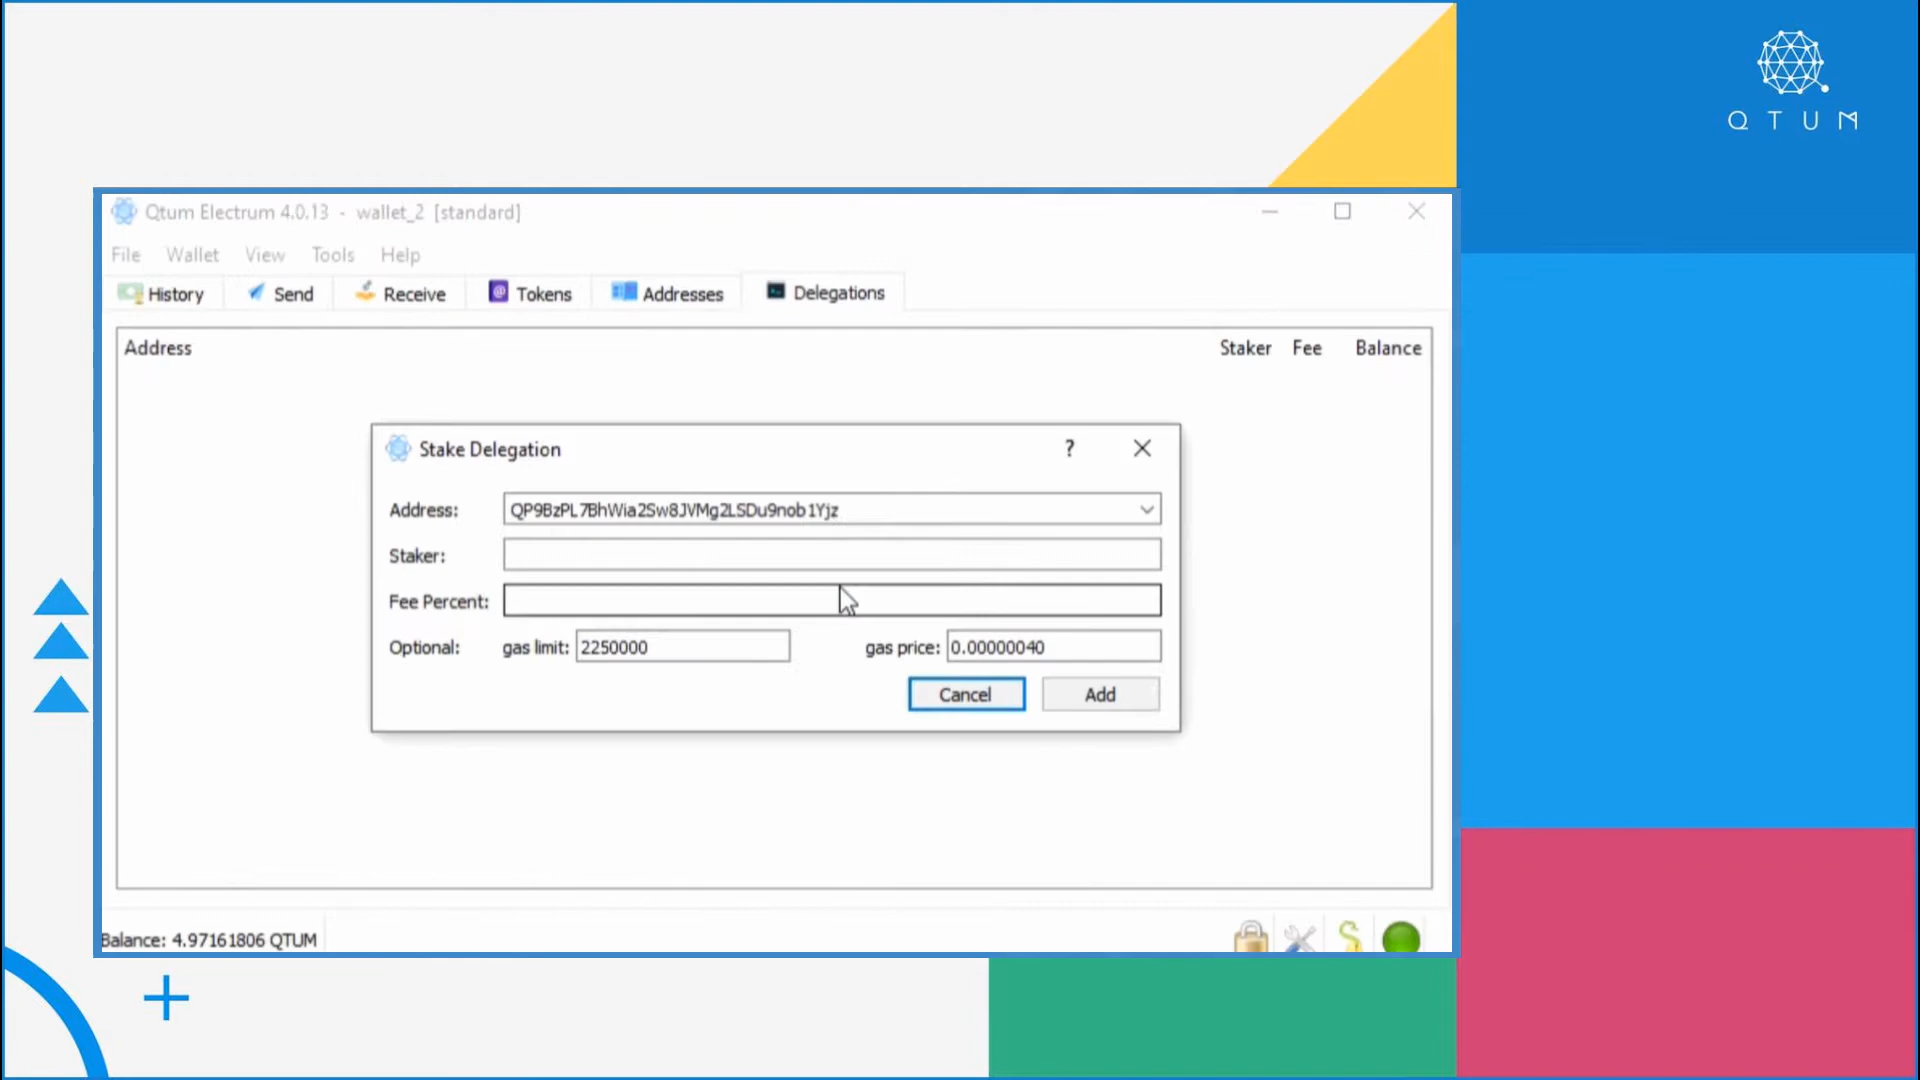 QTUM
Qtum Electrum 4.0.13 - wallet_2 [standard]
File Wallet View Tools Help
History Send Receive Tokens Addresses Delegations
Address Staker Fee Balance
Stake Delegation ?
Address: QP9BzPL7BhWia2Sw8JVMg2LSDu9nob1Yjz
Staker:
Fee Percent:
Optional: gas limit: 2250000 gas price: 0.00000040
Cancel Add
Balance: 4.97161806 QTUM